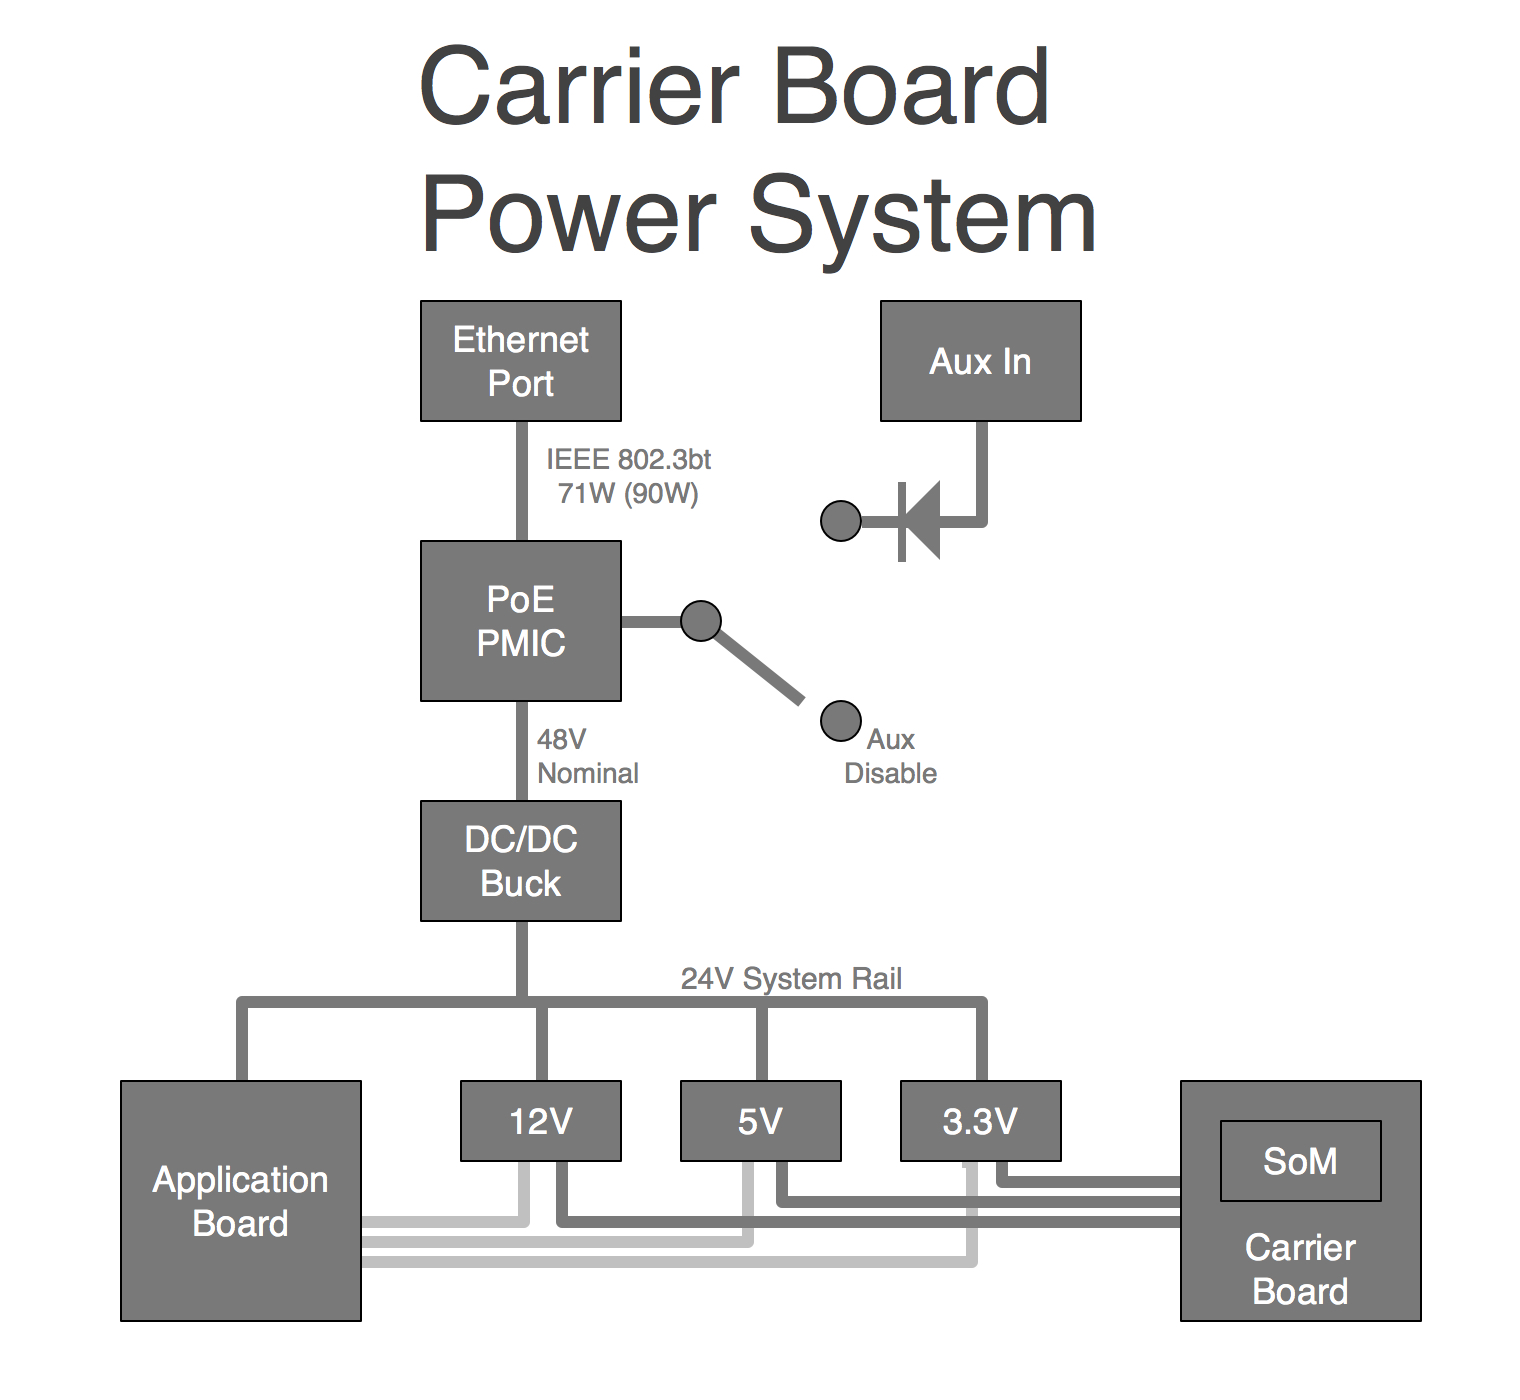 Carrier Board
Power System
Ethernet
Port
Aux In
IEEE 802.3bt
71W (90W)
PoE
PMIC
48V
Nominal
Aux
Disable
DC/DC
Buck
24V System Rail
Application
Board
12V
5V
3.3V
SoM
Carrier
Board